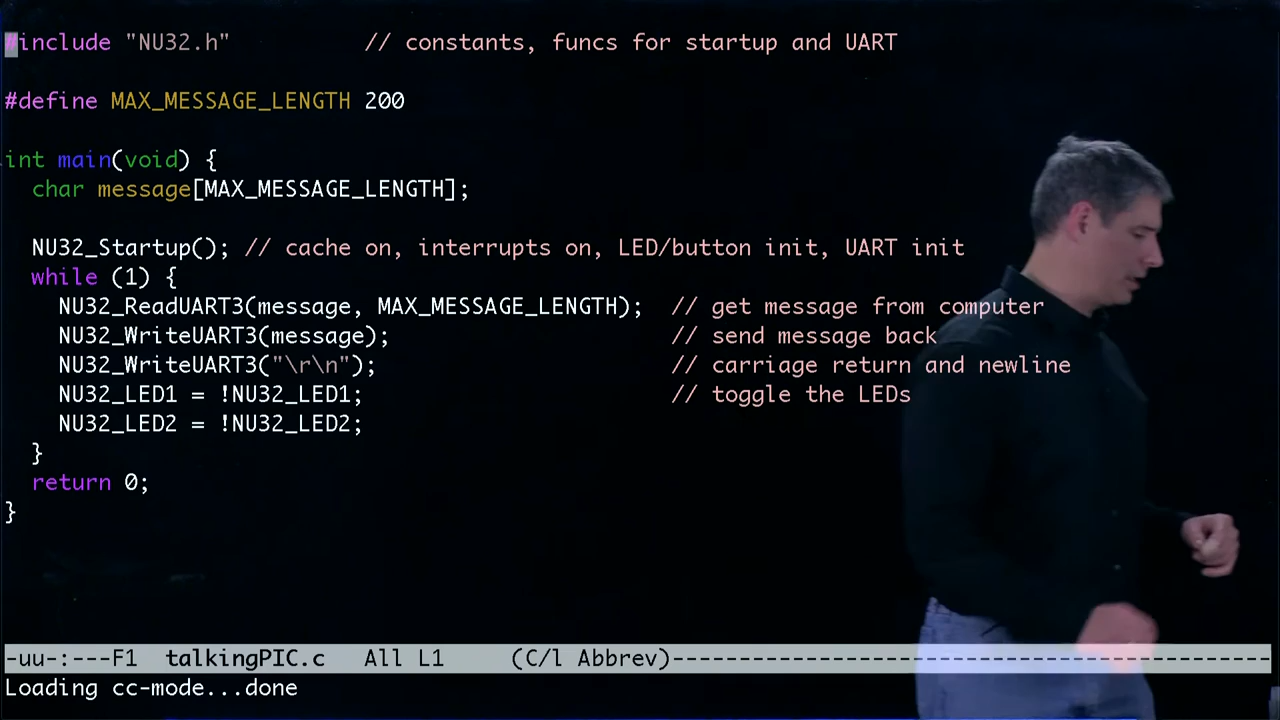 #include "NU32.h" // constants, funcs for startup and UART
#define MAX_MESSAGE_LENGTH 200
int main(void) {
char message[MAX_MESSAGE_LENGTH];
NU32_Startup(); // cache on, interrupts on, LED/button init, UART init
while (1) {
NU32_ReadUART3(message, MAX_MESSAGE_LENGTH); // get message from computer
NU32_WriteUART3(message); // send message back
NU32_WriteUART3("\r\n"); // carriage return and newline
NU32_LED1 = !NU32_LED1; // toggle the LEDs
NU32_LED2 = !NU32_LED2;
}
return 0;
}
-uu-:---F1 talkingPIC.c All L1 (C/l Abbrev)---------------------------------------------
Loading cc-mode...done